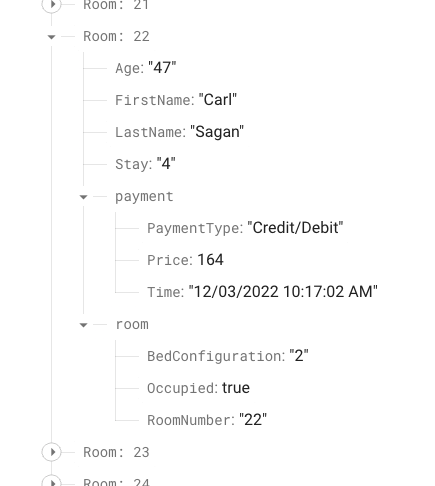 Room: 21
Room: 22
Age: "47"
FirstName: "Carl"
LastName: "Sagan"
Stay: "4"
payment
PaymentType: "Credit/Debit"
Price: 164
Time: "12/03/2022 10:17:02 AM"
room
BedConfiguration: "2"
Occupied: true
RoomNumber: "22"
Room: 23
Room: 24